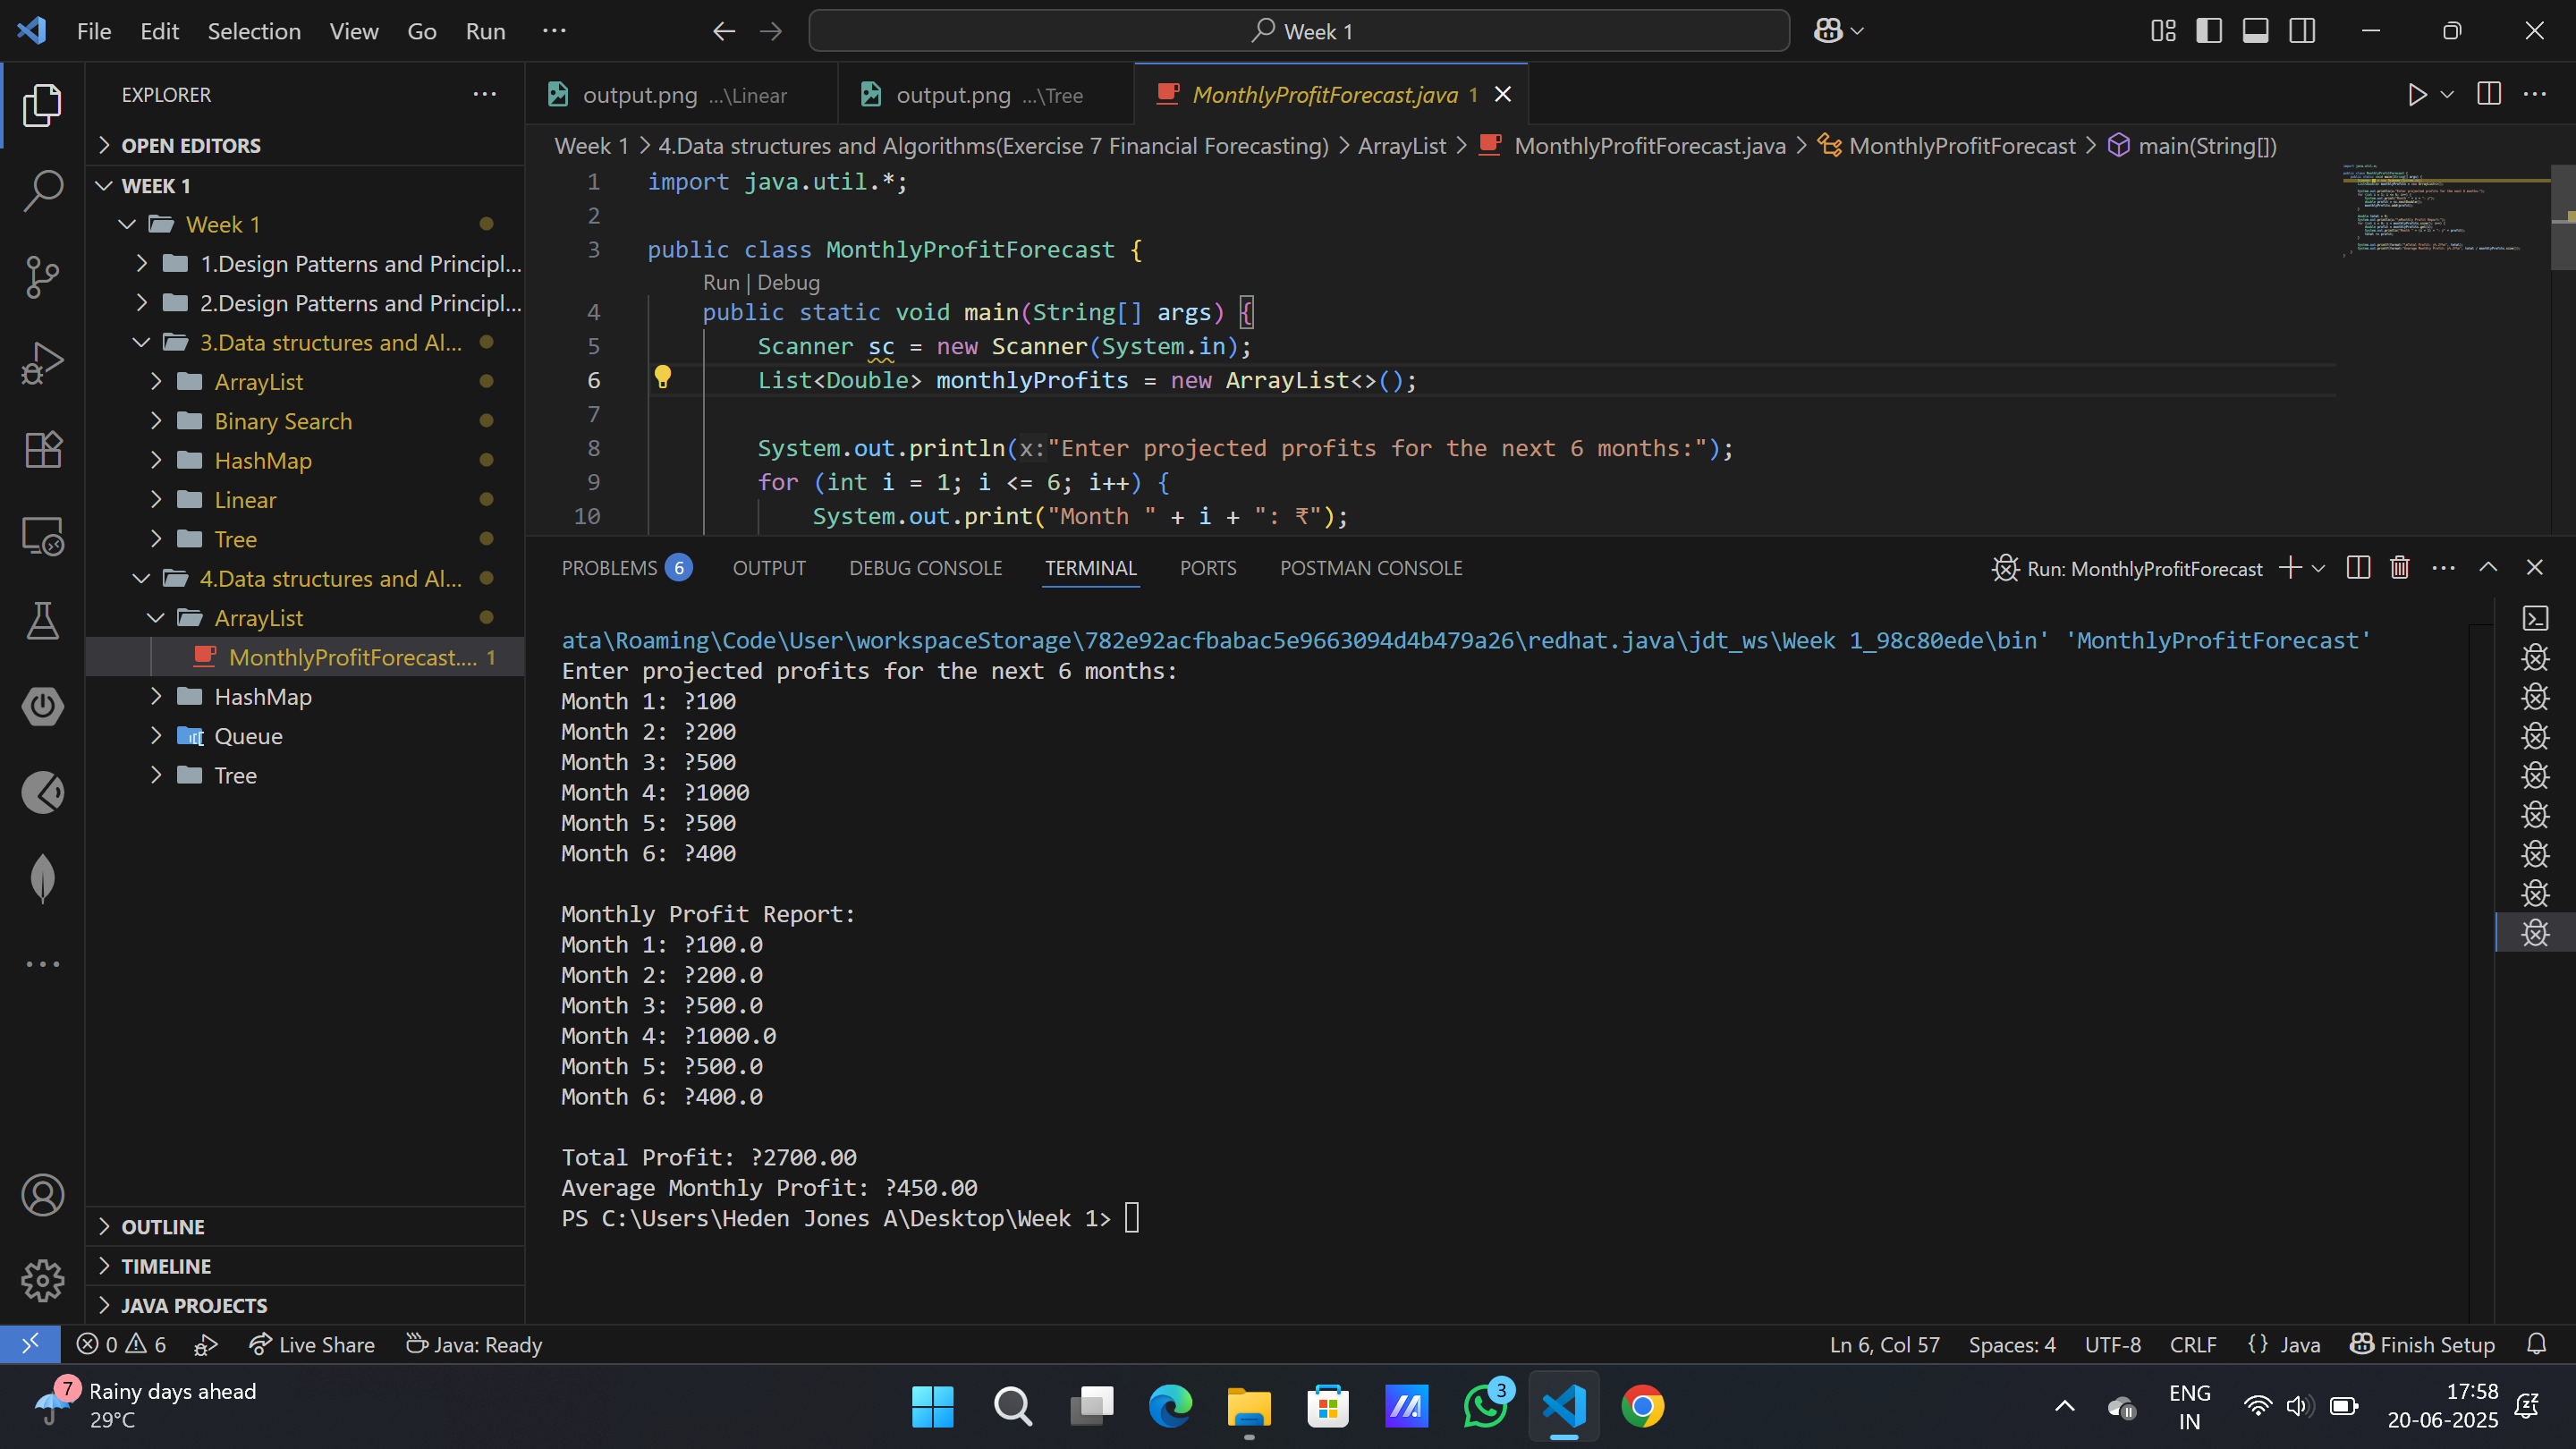 File Edit Selection View Go Run ··· Week 1
EXPLORER
OPEN EDITORS
WEEK 1
Week 1
1.Design Patterns and Principl...
2.Design Patterns and Principl...
3.Data structures and Al...
ArrayList
Binary Search
HashMap
Linear
Tree
4.Data structures and Al...
ArrayList
MonthlyProfitForecast.... 1
HashMap
Queue
Tree
OUTLINE
TIMELINE
JAVA PROJECTS
output.png ...\Linear output.png ...\Tree MonthlyProfitForecast.java 1
Week 1 > 4.Data structures and Algorithms(Exercise 7 Financial Forecasting) > ArrayList > MonthlyProfitForecast.java > MonthlyProfitForecast > main(String[])
1 import java.util.*;
2
3 public class MonthlyProfitForecast {
Run | Debug
4 public static void main(String[] args) {
5 Scanner sc = new Scanner(System.in);
6 List<Double> monthlyProfits = new ArrayList<>();
7
8 System.out.println(x:"Enter projected profits for the next 6 months:");
9 for (int i = 1; i <= 6; i++) {
10 System.out.print("Month " + i + ": ₹");
PROBLEMS 6 OUTPUT DEBUG CONSOLE TERMINAL PORTS POSTMAN CONSOLE Run: MonthlyProfitForecast
ata\Roaming\Code\User\workspaceStorage\782e92acfbabac5e9663094d4b479a26\redhat.java\jdt_ws\Week 1_98c80ede\bin' 'MonthlyProfitForecast'
Enter projected profits for the next 6 months:
Month 1: ?100
Month 2: ?200
Month 3: ?500
Month 4: ?1000
Month 5: ?500
Month 6: ?400
Monthly Profit Report:
Month 1: ?100.0
Month 2: ?200.0
Month 3: ?500.0
Month 4: ?1000.0
Month 5: ?500.0
Month 6: ?400.0
Total Profit: ?2700.00
Average Monthly Profit: ?450.00
PS C:\Users\Heden Jones A\Desktop\Week 1>
0 6 Live Share Java: Ready Ln 6, Col 57 Spaces: 4 UTF-8 CRLF {} Java Finish Setup
7 Rainy days ahead
29°C
3
ENG
IN
17:58
20-06-2025